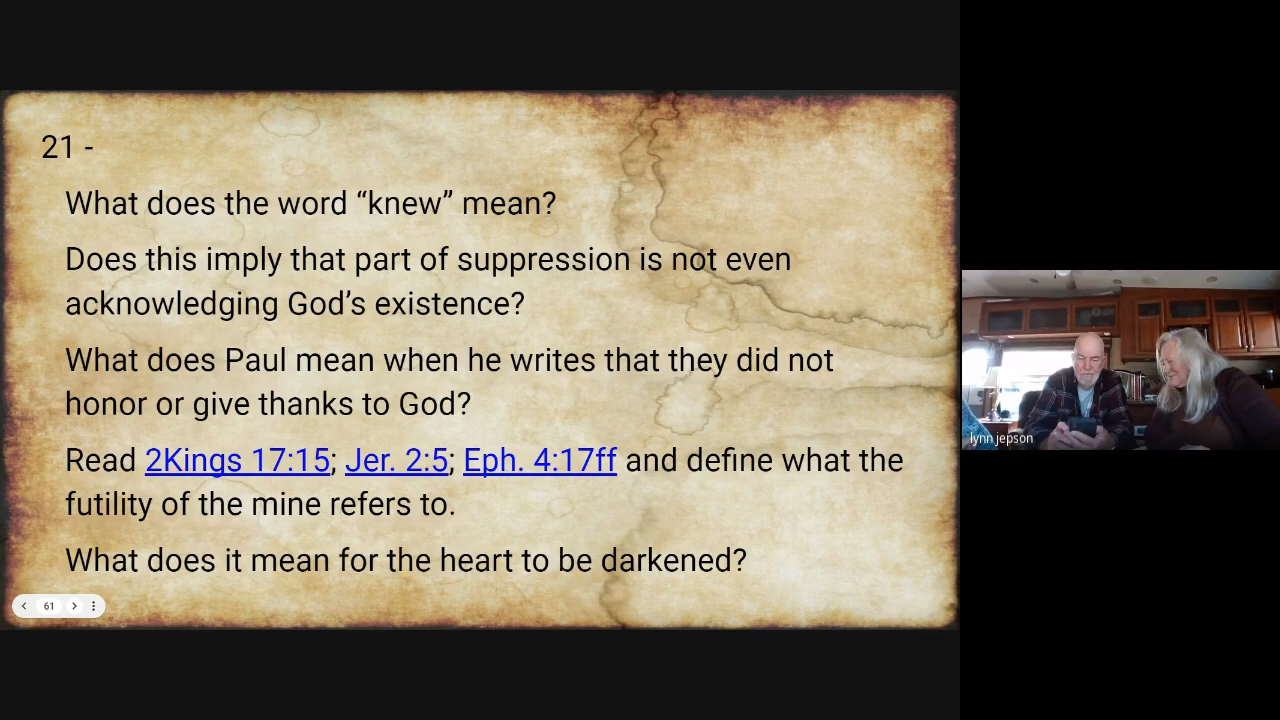 21 -
What does the word “knew” mean?
Does this imply that part of suppression is not even
acknowledging God’s existence?
What does Paul mean when he writes that they did not
honor or give thanks to God?
Read 2Kings 17:15; Jer. 2:5; Eph. 4:17ff and define what the
futility of the mine refers to.
What does it mean for the heart to be darkened?
61
lynn jepson